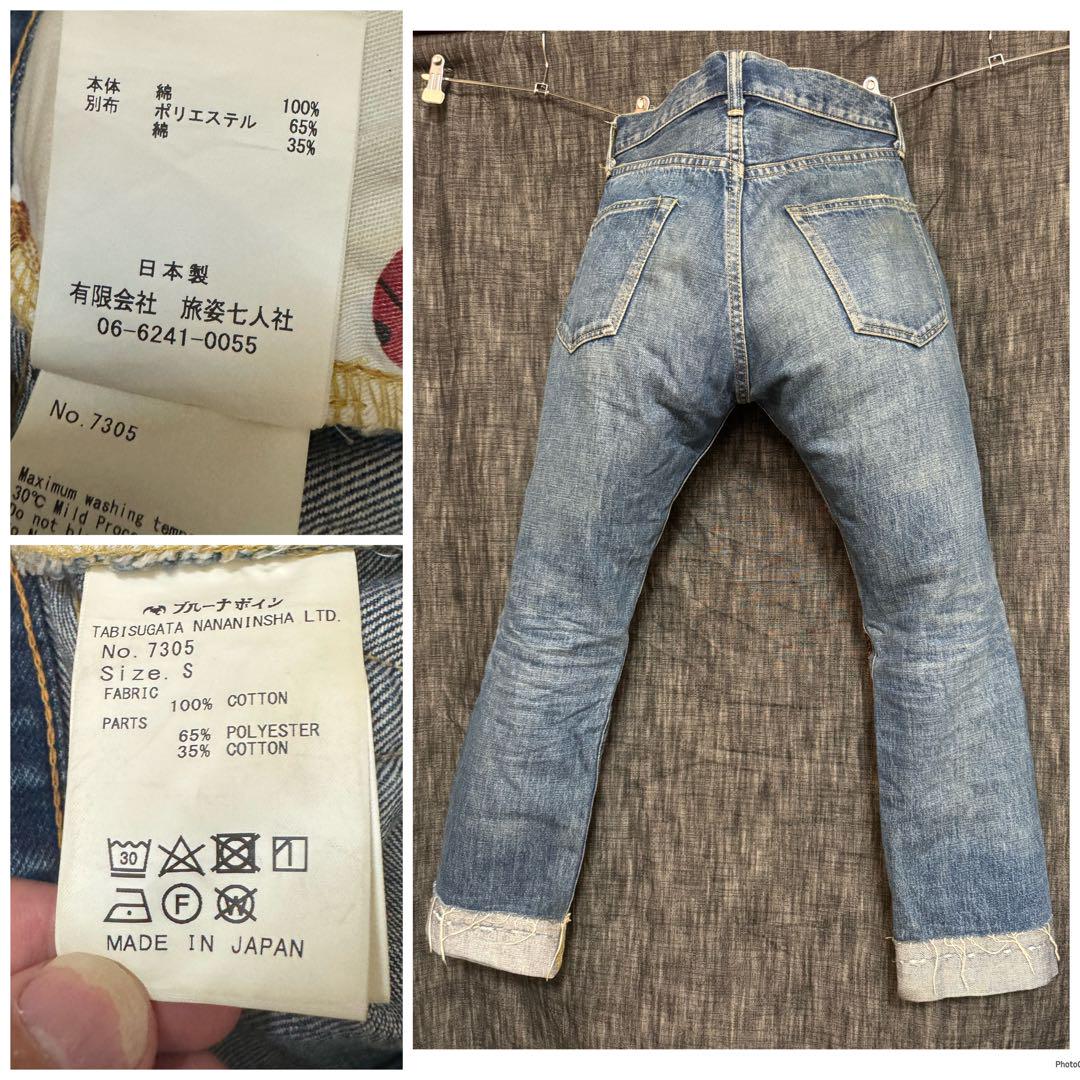 本体 綿 100%
別布 ポリエステル 65%
綿 35%
日本製
有限会社 旅姿七人社
06-6241-0055
No.7305
Maximum washing temp
30℃ Mild Proce
Do not bl
ブルーナボイン
TABISUGATA NANANINSHA LTD.
No. 7305
Size. S
FABRIC
100% COTTON
PARTS
65% POLYESTER
35% COTTON
30
1
F
W
MADE IN JAPAN
Photo